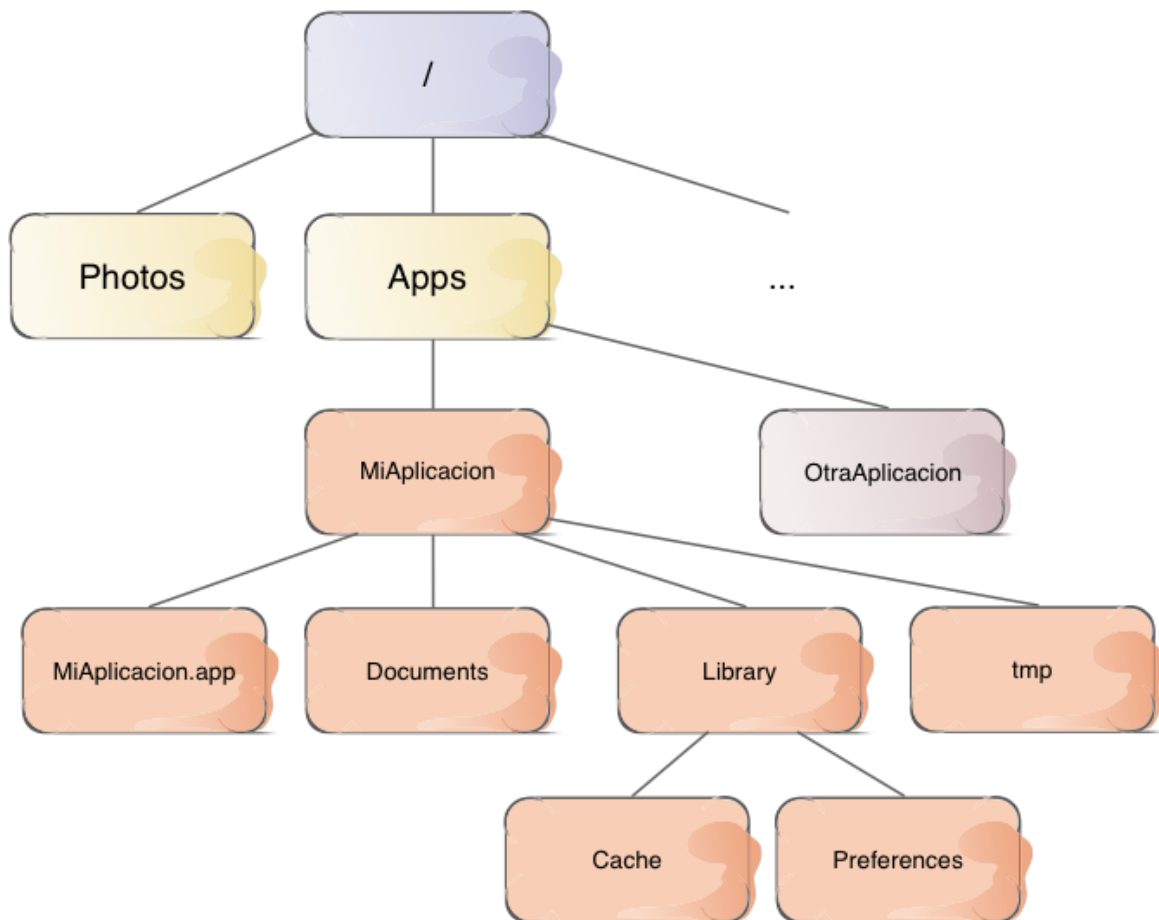 /
Photos
Apps
...
MiAplicacion
OtraAplicacion
MiAplicacion.app
Documents
Library
tmp
Cache
Preferences